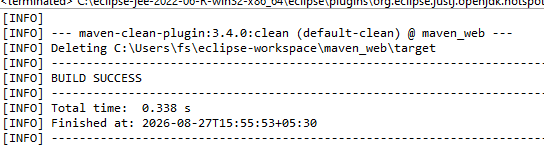 <terminated> C:\eclipse-jee-2022-06-R-win32-x86_64\eclipse\plugins\org.eclipse.justj.openjdk.hotspot
[INFO]
[INFO] --- maven-clean-plugin:3.4.0:clean (default-clean) @ maven_web ---
[INFO] Deleting C:\Users\fs\eclipse-workspace\maven_web\target
[INFO] ------------------------------------------------------------------------
[INFO] BUILD SUCCESS
[INFO] ------------------------------------------------------------------------
[INFO] Total time:  0.338 s
[INFO] Finished at: 2026-08-27T15:55:53+05:30
[INFO] ------------------------------------------------------------------------